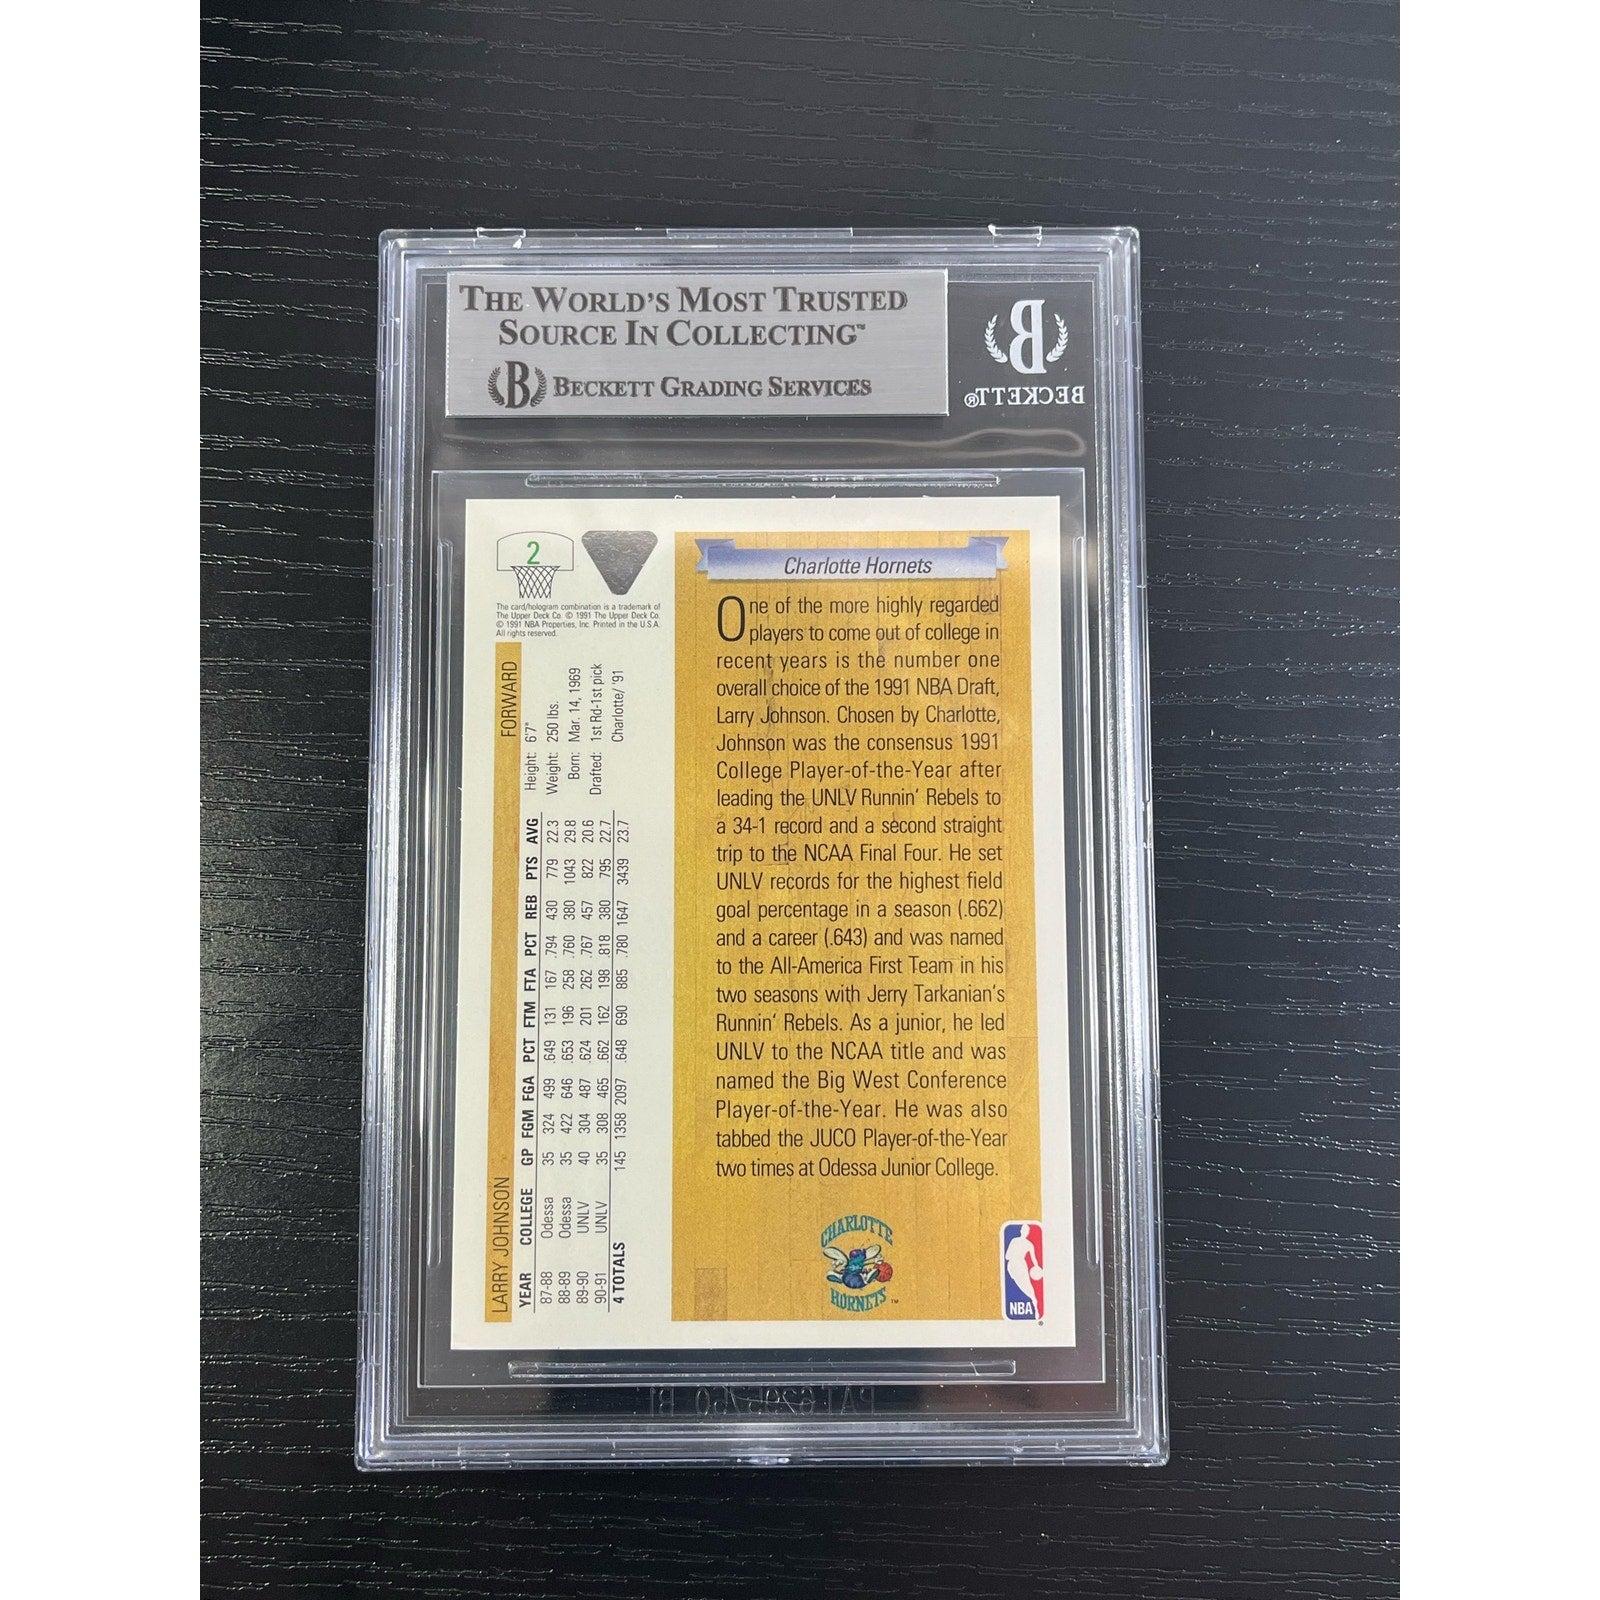 THE WORLD'S MOST TRUSTED
SOURCE IN COLLECTING™
B BECKETT GRADING SERVICES
B
BECKETT®
2
The card/hologram combination is a trademark of
The Upper Deck Co. © 1991 The Upper Deck Co.
© 1991 NBA Properties, Inc. Printed in the U.S.A.
All rights reserved.
LARRY JOHNSON FORWARD
Height: 6'7"
Weight: 250 lbs.
Born: Mar. 14, 1969
Drafted: 1st Rd-1st pick
Charlotte/ '91
YEAR COLLEGE GP FGM FGA PCT FTM FTA PCT REB PTS AVG
87-88 Odessa 35 324 499 .649 131 167 .794 430 779 22.3
88-89 Odessa 35 422 646 .653 196 258 .760 380 1043 29.8
89-90 UNLV 40 304 487 .624 201 262 .767 457 822 20.6
90-91 UNLV 35 308 465 .662 162 198 .818 380 795 22.7
4 TOTALS 145 1358 2097 .648 690 885 .780 1647 3439 23.7
Charlotte Hornets
One of the more highly regarded
players to come out of college in
recent years is the number one
overall choice of the 1991 NBA Draft,
Larry Johnson. Chosen by Charlotte,
Johnson was the consensus 1991
College Player-of-the-Year after
leading the UNLV Runnin' Rebels to
a 34-1 record and a second straight
trip to the NCAA Final Four. He set
UNLV records for the highest field
goal percentage in a season (.662)
and a career (.643) and was named
to the All-America First Team in his
two seasons with Jerry Tarkanian's
Runnin' Rebels. As a junior, he led
UNLV to the NCAA title and was
named the Big West Conference
Player-of-the-Year. He was also
tabbed the JUCO Player-of-the-Year
two times at Odessa Junior College.
CHARLOTTE
HORNETS™
NBA®
PAT.6295750 B1